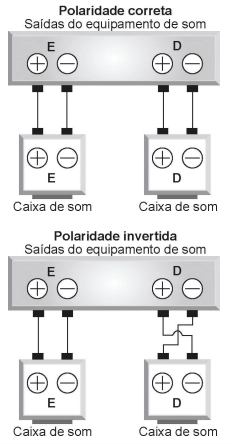 Polaridade correta
Saídas do equipamento de som
E D
+ − + −
+ − + −
E D
Caixa de som Caixa de som
Polaridade invertida
Saídas do equipamento de som
E D
+ − + −
+ − + −
E D
Caixa de som Caixa de som